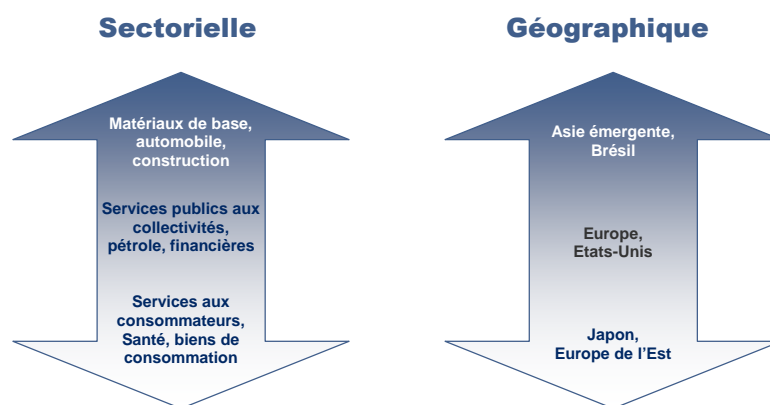 Sectorielle
Matériaux de base,
automobile,
construction
Services publics aux
collectivités,
pétrole, financières
Services aux
consommateurs,
Santé, biens de
consommation
Géographique
Asie émergente,
Brésil
Europe,
Etats-Unis
Japon,
Europe de l'Est